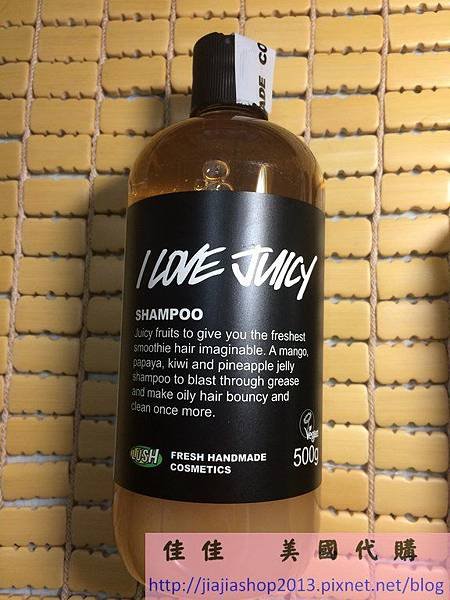 ADE CO
I LOVE JUICY
SHAMPOO
Juicy fruits to give you the freshest
smoothie hair imaginable. A mango,
papaya, kiwi and pineapple jelly
shampoo to blast through grease
and make oily hair bouncy and
clean once more.
Vegan
500g
LUSH
FRESH HANDMADE
COSMETICS
佳佳 美國代購
http://jiajiashop2013.pixnet.net/blog